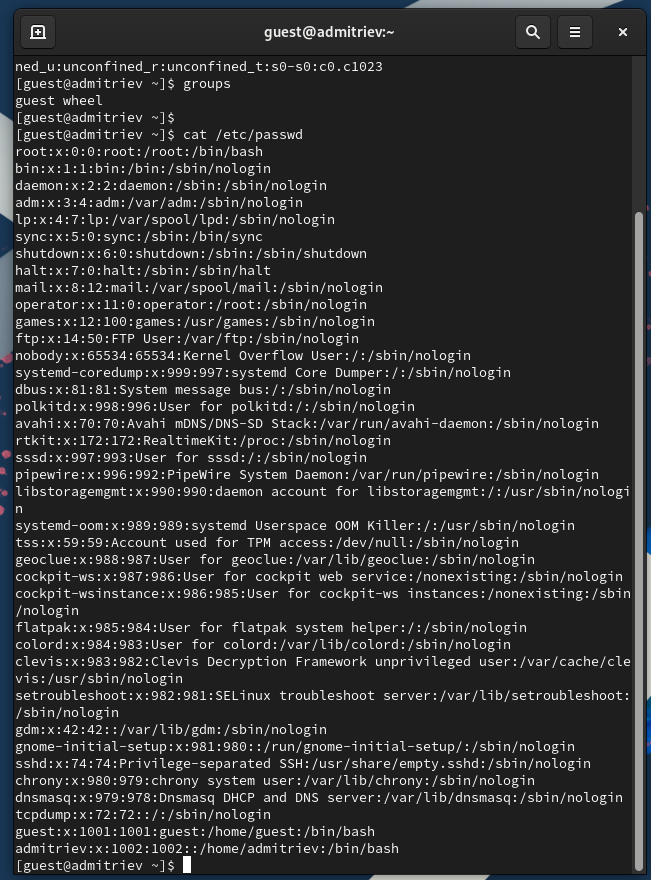 guest@admitriev:~
ned_u:unconfined_r:unconfined_t:s0-s0:c0.c1023
[guest@admitriev ~]$ groups
guest wheel
[guest@admitriev ~]$
[guest@admitriev ~]$ cat /etc/passwd
root:x:0:0:root:/root:/bin/bash
bin:x:1:1:bin:/bin:/sbin/nologin
daemon:x:2:2:daemon:/sbin:/sbin/nologin
adm:x:3:4:adm:/var/adm:/sbin/nologin
lp:x:4:7:lp:/var/spool/lpd:/sbin/nologin
sync:x:5:0:sync:/sbin:/bin/sync
shutdown:x:6:0:shutdown:/sbin:/sbin/shutdown
halt:x:7:0:halt:/sbin:/sbin/halt
mail:x:8:12:mail:/var/spool/mail:/sbin/nologin
operator:x:11:0:operator:/root:/sbin/nologin
games:x:12:100:games:/usr/games:/sbin/nologin
ftp:x:14:50:FTP User:/var/ftp:/sbin/nologin
nobody:x:65534:65534:Kernel Overflow User:/:/sbin/nologin
systemd-coredump:x:999:997:systemd Core Dumper:/:/sbin/nologin
dbus:x:81:81:System message bus:/:/sbin/nologin
polkitd:x:998:996:User for polkitd:/:/sbin/nologin
avahi:x:70:70:Avahi mDNS/DNS-SD Stack:/var/run/avahi-daemon:/sbin/nologin
rtkit:x:172:172:RealtimeKit:/proc:/sbin/nologin
sssd:x:997:993:User for sssd:/:/sbin/nologin
pipewire:x:996:992:PipeWire System Daemon:/var/run/pipewire:/sbin/nologin
libstoragemgmt:x:990:990:daemon account for libstoragemgmt:/:/usr/sbin/nologi
n
systemd-oom:x:989:989:systemd Userspace OOM Killer:/:/usr/sbin/nologin
tss:x:59:59:Account used for TPM access:/dev/null:/sbin/nologin
geoclue:x:988:987:User for geoclue:/var/lib/geoclue:/sbin/nologin
cockpit-ws:x:987:986:User for cockpit web service:/nonexisting:/sbin/nologin
cockpit-wsinstance:x:986:985:User for cockpit-ws instances:/nonexisting:/sbin
/nologin
flatpak:x:985:984:User for flatpak system helper:/:/sbin/nologin
colord:x:984:983:User for colord:/var/lib/colord:/sbin/nologin
clevis:x:983:982:Clevis Decryption Framework unprivileged user:/var/cache/cle
vis:/usr/sbin/nologin
setroubleshoot:x:982:981:SELinux troubleshoot server:/var/lib/setroubleshoot:
/sbin/nologin
gdm:x:42:42::/var/lib/gdm:/sbin/nologin
gnome-initial-setup:x:981:980::/run/gnome-initial-setup/:/sbin/nologin
sshd:x:74:74:Privilege-separated SSH:/usr/share/empty.sshd:/sbin/nologin
chrony:x:980:979:chrony system user:/var/lib/chrony:/sbin/nologin
dnsmasq:x:979:978:Dnsmasq DHCP and DNS server:/var/lib/dnsmasq:/sbin/nologin
tcpdump:x:72:72::/:/sbin/nologin
guest:x:1001:1001:guest:/home/guest:/bin/bash
admitriev:x:1002:1002::/home/admitriev:/bin/bash
[guest@admitriev ~]$